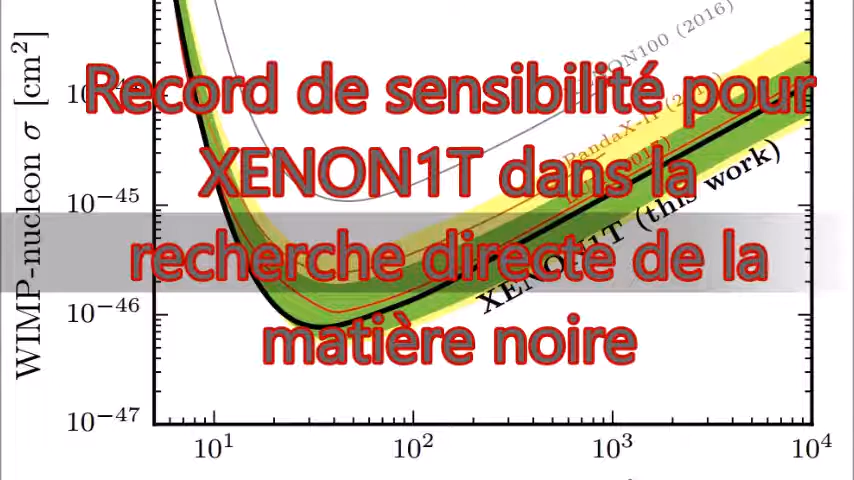 Record de sensibilité pour
XENON1T dans la
recherche directe de la
matière noire
WIMP-nucleon σ [cm²]
(2016)
10⁻⁴⁵
XENON1T (this work)
10⁻⁴⁶
10⁻⁴⁷
10¹ 10² 10³ 10⁴